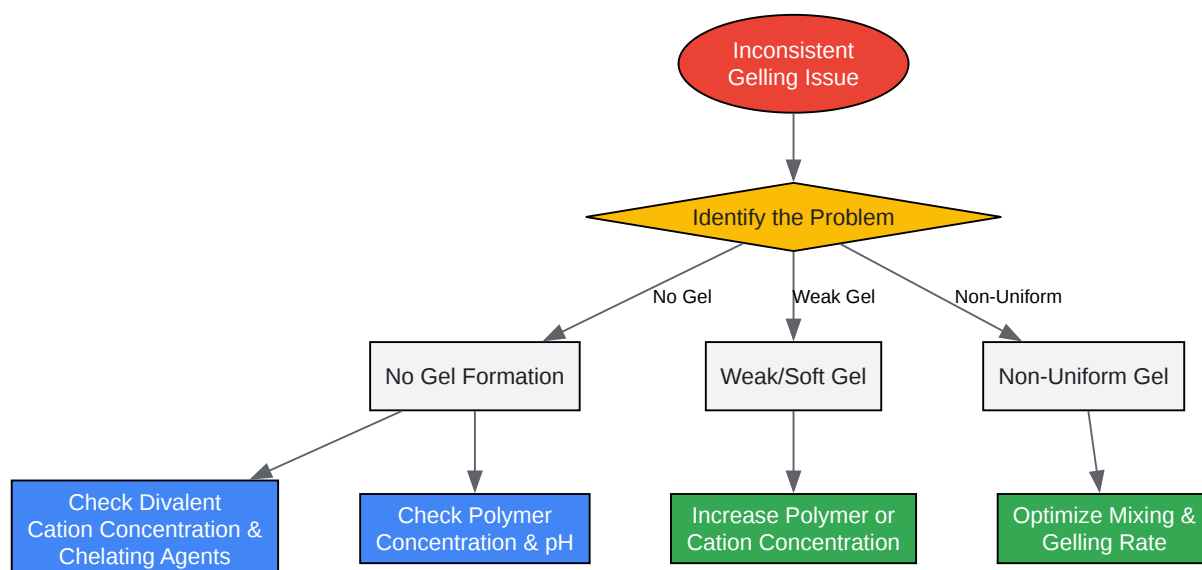 Inconsistent
Gelling Issue
Identify the Problem
No Gel
Weak Gel
Non-Uniform
No Gel Formation
Weak/Soft Gel
Non-Uniform Gel
Check Divalent
Cation Concentration &
Chelating Agents
Check Polymer
Concentration & pH
Increase Polymer or
Cation Concentration
Optimize Mixing &
Gelling Rate